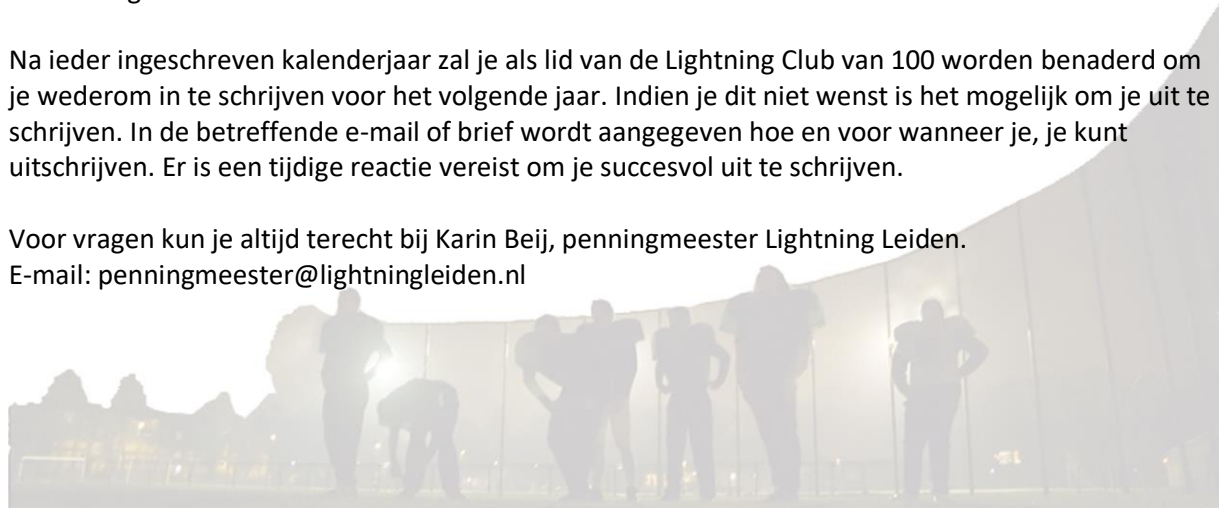 Na ieder ingeschreven kalenderjaar zal je als lid van de Lightning Club van 100 worden benaderd om
je wederom in te schrijven voor het volgende jaar. Indien je dit niet wenst is het mogelijk om je uit te
schrijven. In de betreffende e-mail of brief wordt aangegeven hoe en voor wanneer je, je kunt
uitschrijven. Er is een tijdige reactie vereist om je succesvol uit te schrijven.
Voor vragen kun je altijd terecht bij Karin Beij, penningmeester Lightning Leiden.
E-mail: penningmeester@lightningleiden.nl